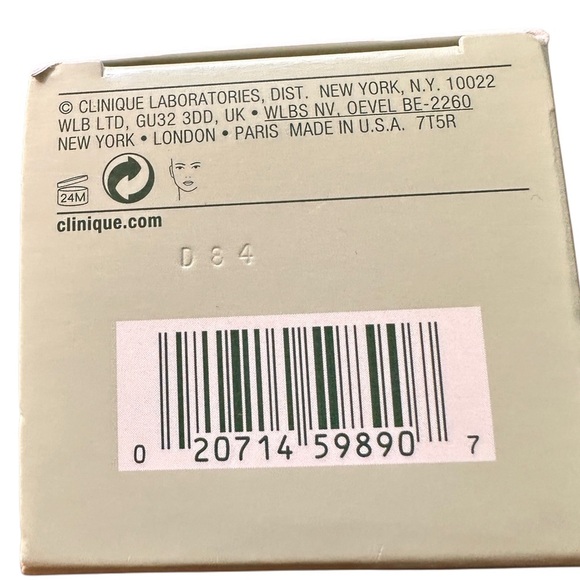 © CLINIQUE LABORATORIES, DIST. NEW YORK, N.Y. 10022
WLB LTD, GU32 3DD, UK • WLBS NV, OEVEL BE-2260
NEW YORK • LONDON • PARIS MADE IN U.S.A. 7T5R
24M
clinique.com
D84
0 20714 59890 7